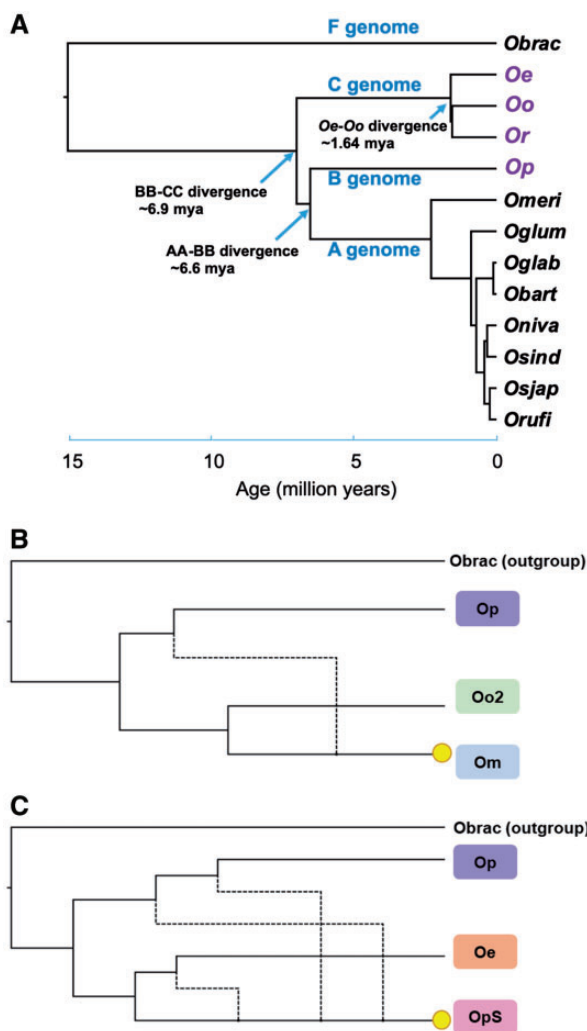 A
F genome
Obrac
C genome
Oe
Oo
Oe-Oo divergence
~1.64 mya
Or
BB-CC divergence
~6.9 mya
B genome
Op
Omeri
AA-BB divergence
~6.6 mya
A genome
Oglum
Oglab
Obart
Oniva
Osind
Osjap
Orufi
15 10 5 0
Age (million years)
B
Obrac (outgroup)
Op
Oo2
Om
C
Obrac (outgroup)
Op
Oe
OpS